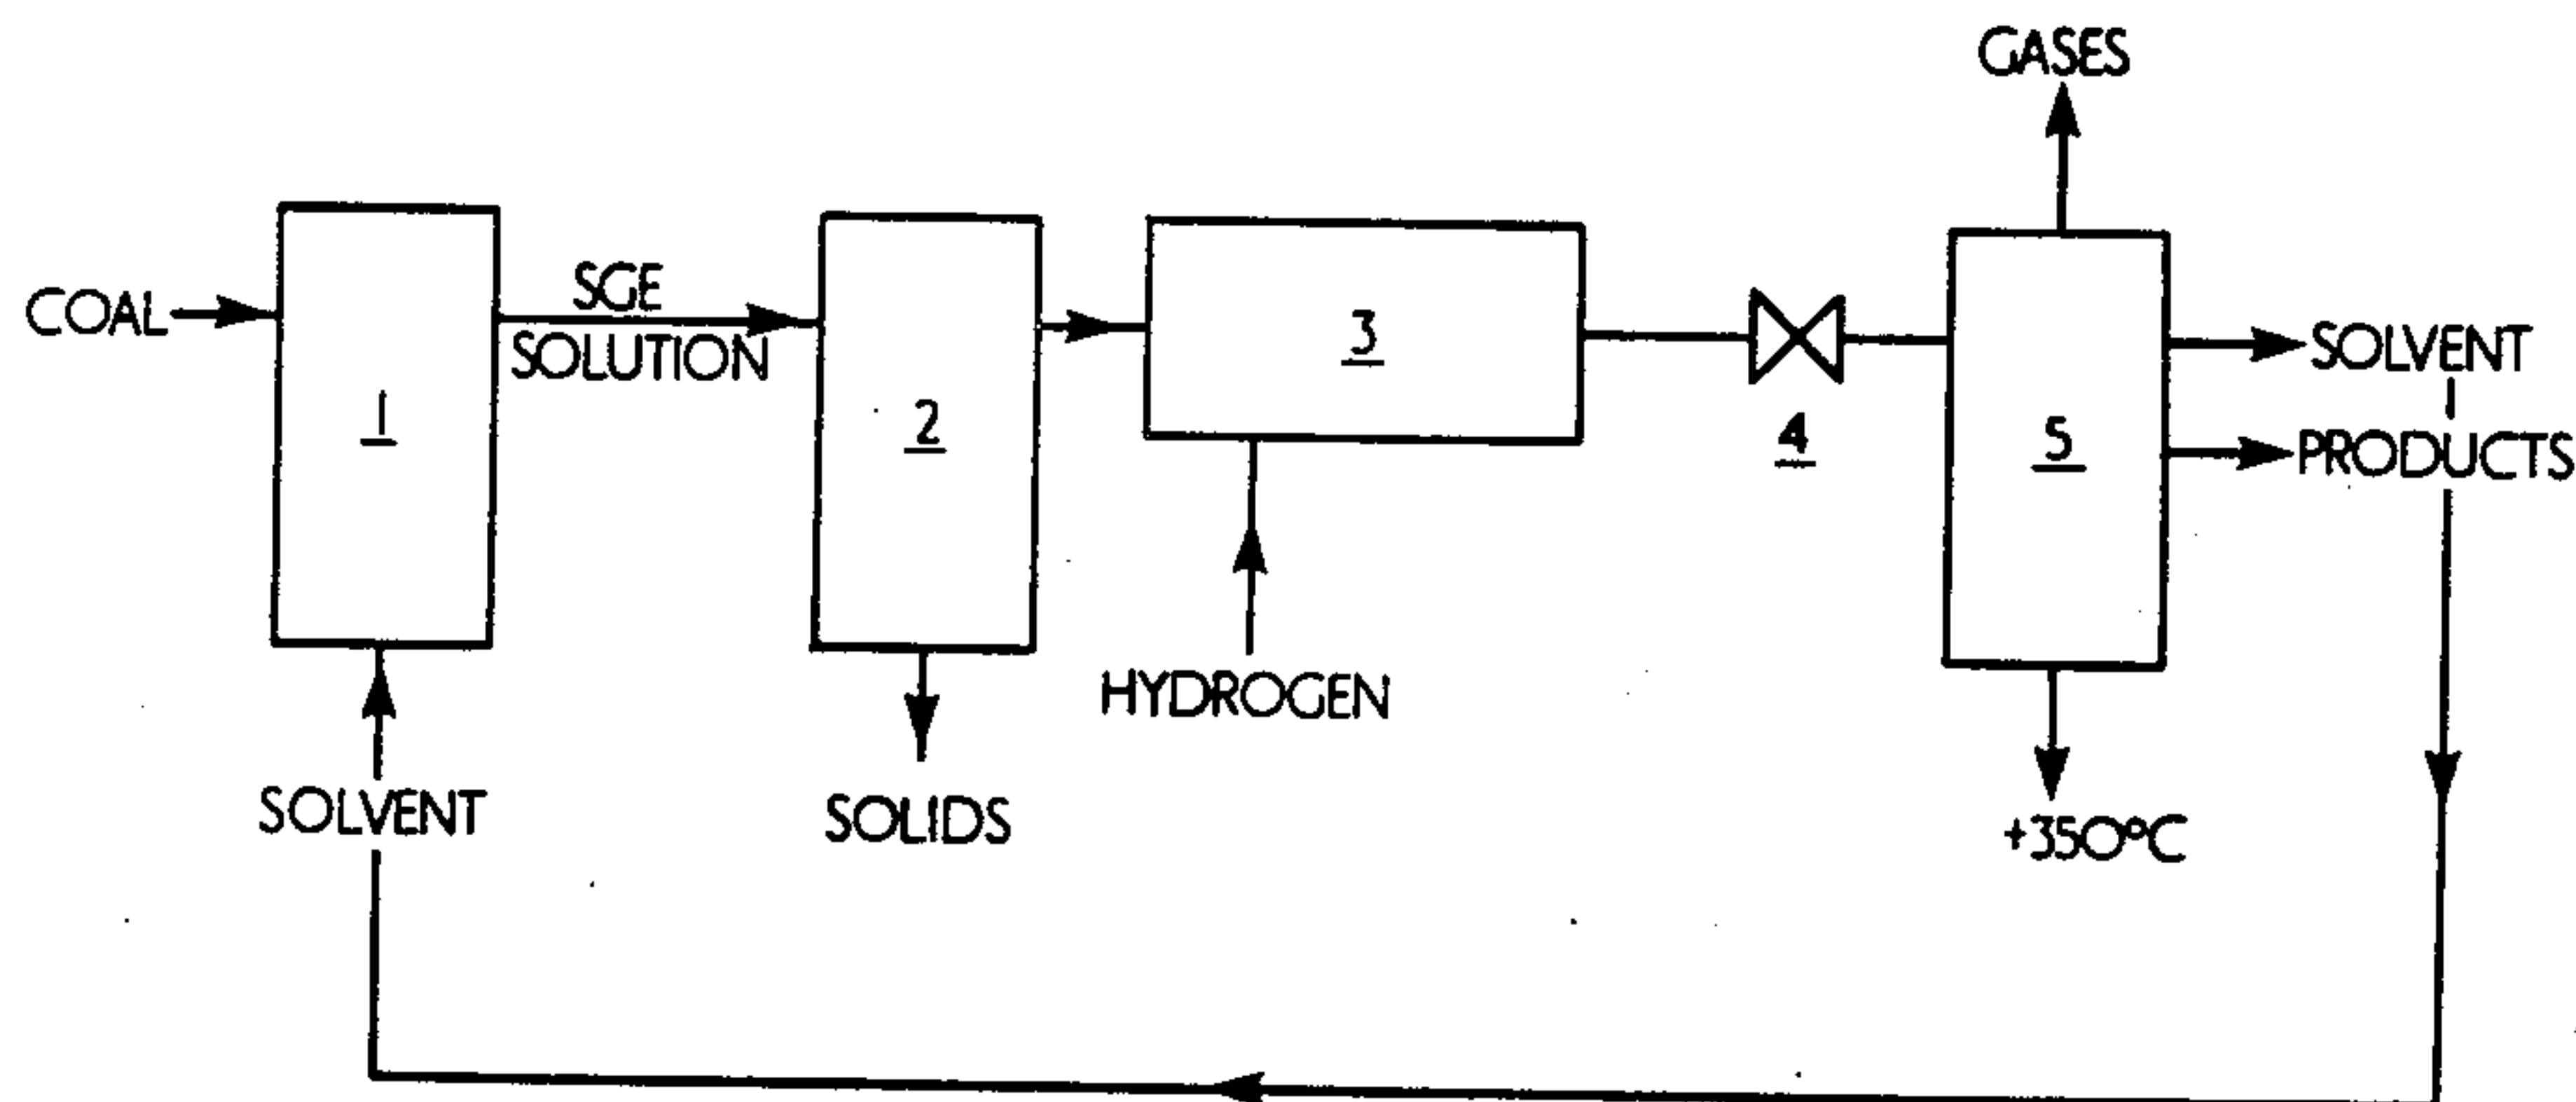 GASES
COAL
SGE
SOLUTION
1
2
3
4
5
SOLVENT
PRODUCTS
HYDROGEN
SOLVENT
SOLIDS
+350°C